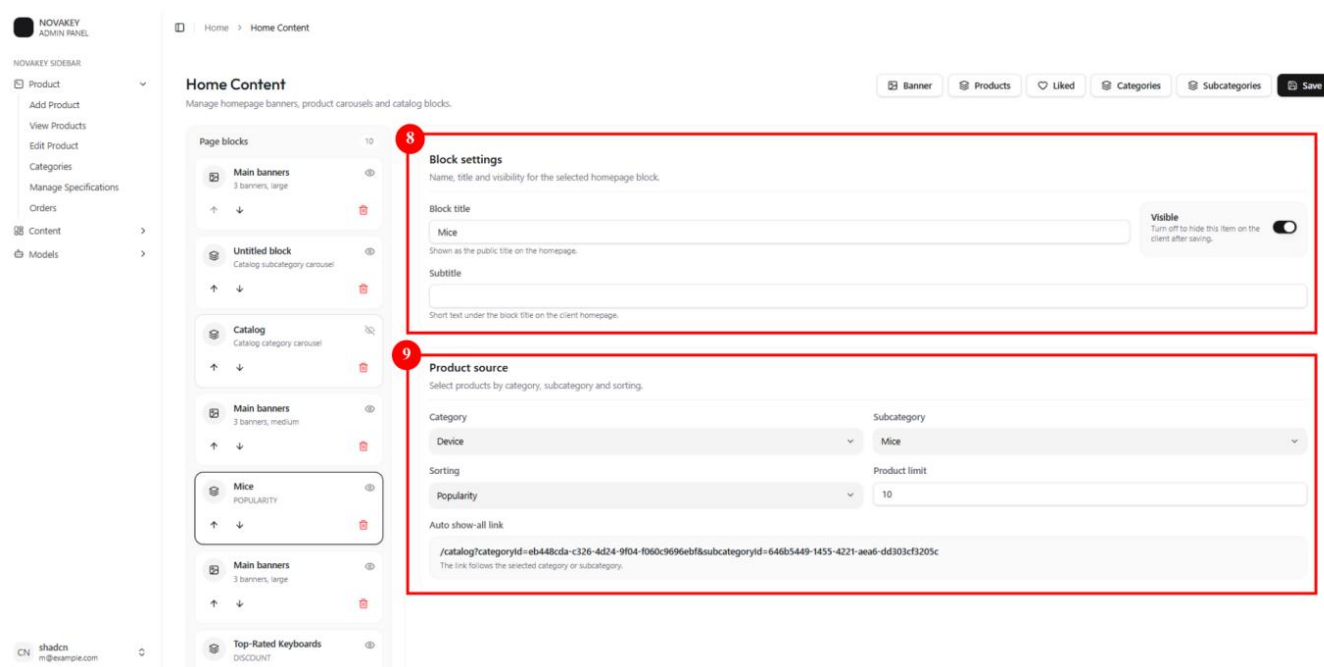 NOVAKEY
ADMIN PANEL
Home > Home Content
NOVAKEY SIDEBAR
Product
Add Product
View Products
Edit Product
Categories
Manage Specifications
Orders
Content
Models
CN shadcn
m@example.com
Home Content
Manage homepage banners, product carousels and catalog blocks.
Banner
Products
Liked
Categories
Subcategories
Save
Page blocks 10
Main banners
3 banners, large
Untitled block
Catalog subcategory carousel
Catalog
Catalog category carousel
Main banners
3 banners, medium
Mice
POPULARITY
Main banners
3 banners, large
Top-Rated Keyboards
DISCOUNT
8
Block settings
Name, title and visibility for the selected homepage block.
Block title
Mice
Shown as the public title on the homepage.
Visible
Turn off to hide this item on the
client after saving.
Subtitle
Short text under the block title on the client homepage.
9
Product source
Select products by category, subcategory and sorting.
Category
Device
Subcategory
Mice
Sorting
Popularity
Product limit
10
Auto show-all link
/catalog?categoryId=eb448cda-c326-4d24-9f04-f060c9696ebf&subcategoryId=646b5449-1455-4221-aea6-dd303cf3205c
The link follows the selected category or subcategory.